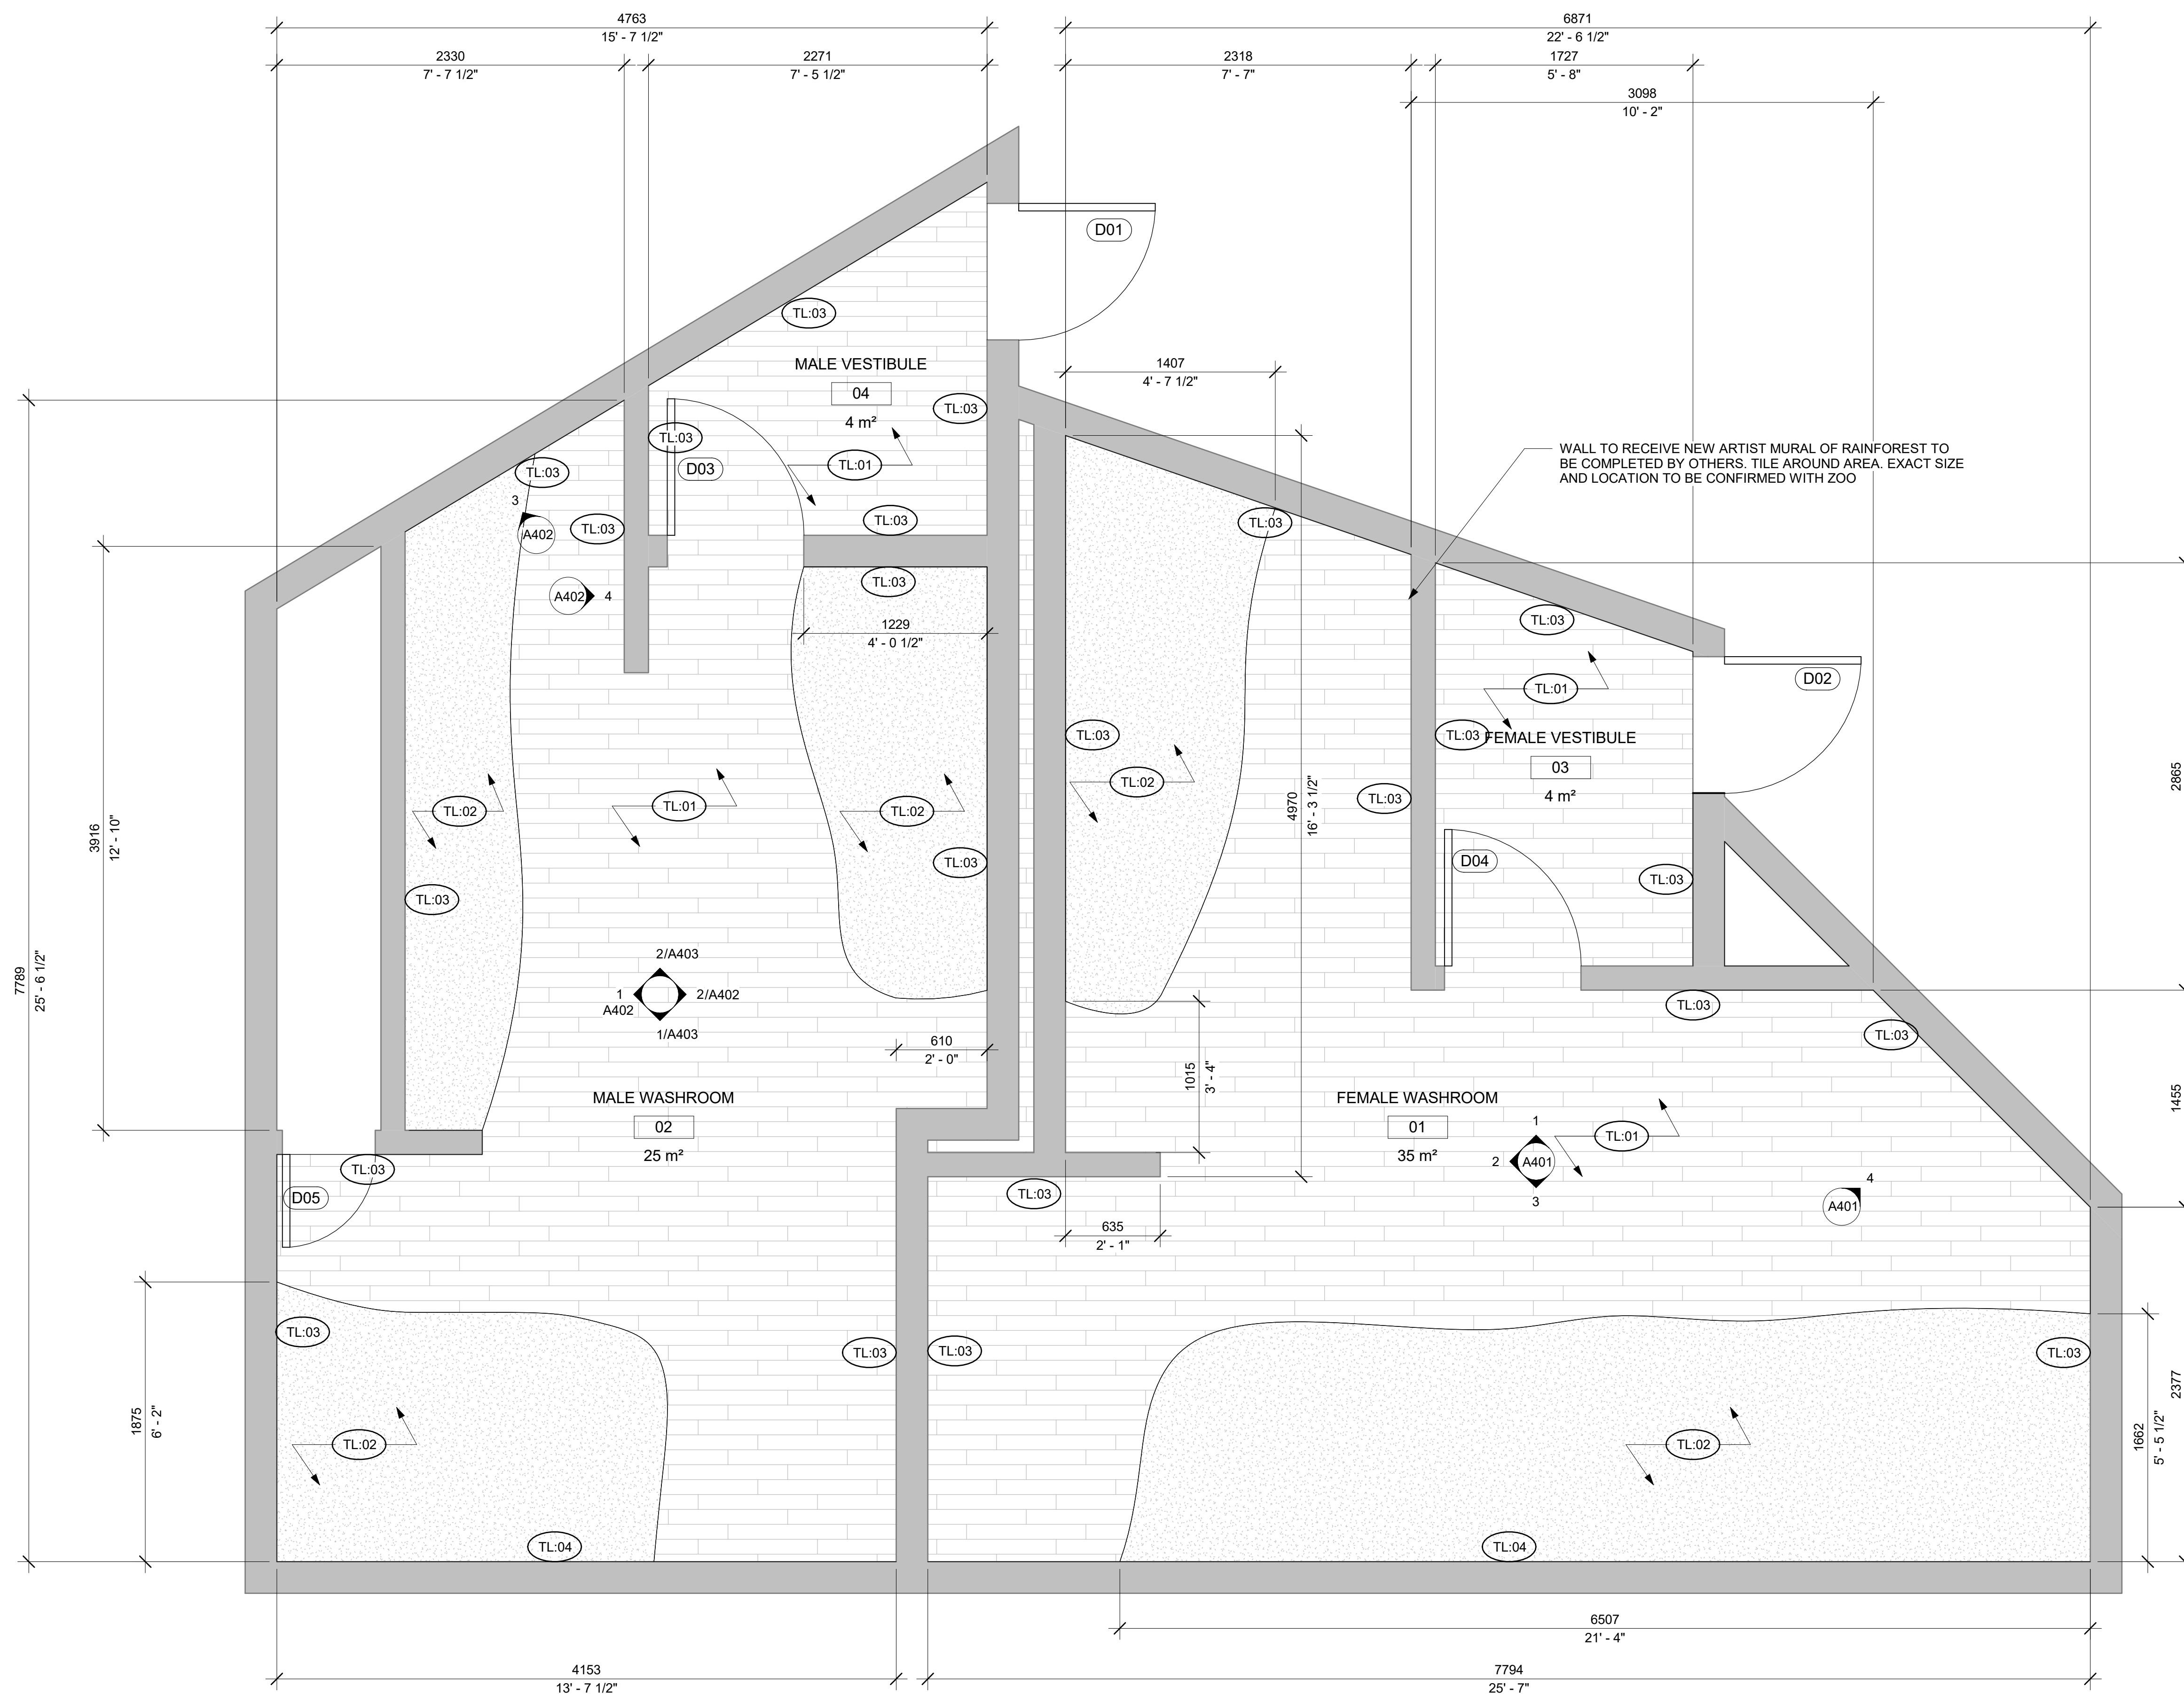 4763
15' - 7 1/2"
6871
22' - 6 1/2"
2330
7' - 7 1/2"
2271
7' - 5 1/2"
2318
7' - 7"
1727
5' - 8"
3098
10' - 2"
D01
TL:03
MALE VESTIBULE
04
4 m²
TL:03
TL:03
TL:01
D03
TL:03
1407
4' - 7 1/2"
WALL TO RECEIVE NEW ARTIST MURAL OF RAINFOREST TO
BE COMPLETED BY OTHERS. TILE AROUND AREA. EXACT SIZE
AND LOCATION TO BE CONFIRMED WITH ZOO
TL:03
3
A402
TL:03
TL:03
A402
4
TL:03
1229
4' - 0 1/2"
TL:03
TL:01
D02
TL:03
TL:03
FEMALE VESTIBULE
03
4 m²
TL:02
TL:03
2865
TL:02
TL:01
TL:02
4970
16' - 3 1/2"
3916
12' - 10"
TL:03
TL:03
D04
TL:03
7789
25' - 6 1/2"
2/A403
1
A402
2/A402
1/A403
TL:03
TL:03
610
2' - 0"
1015
3' - 4"
1455
MALE WASHROOM
02
25 m²
FEMALE WASHROOM
01
35 m²
TL:01
1
2
A401
3
4
A401
TL:03
D05
TL:03
635
2' - 1"
TL:03
TL:03
TL:03
TL:03
2377
1875
6' - 2"
1662
5' - 5 1/2"
TL:02
TL:02
TL:04
TL:04
6507
21' - 4"
4153
13' - 7 1/2"
7794
25' - 7"